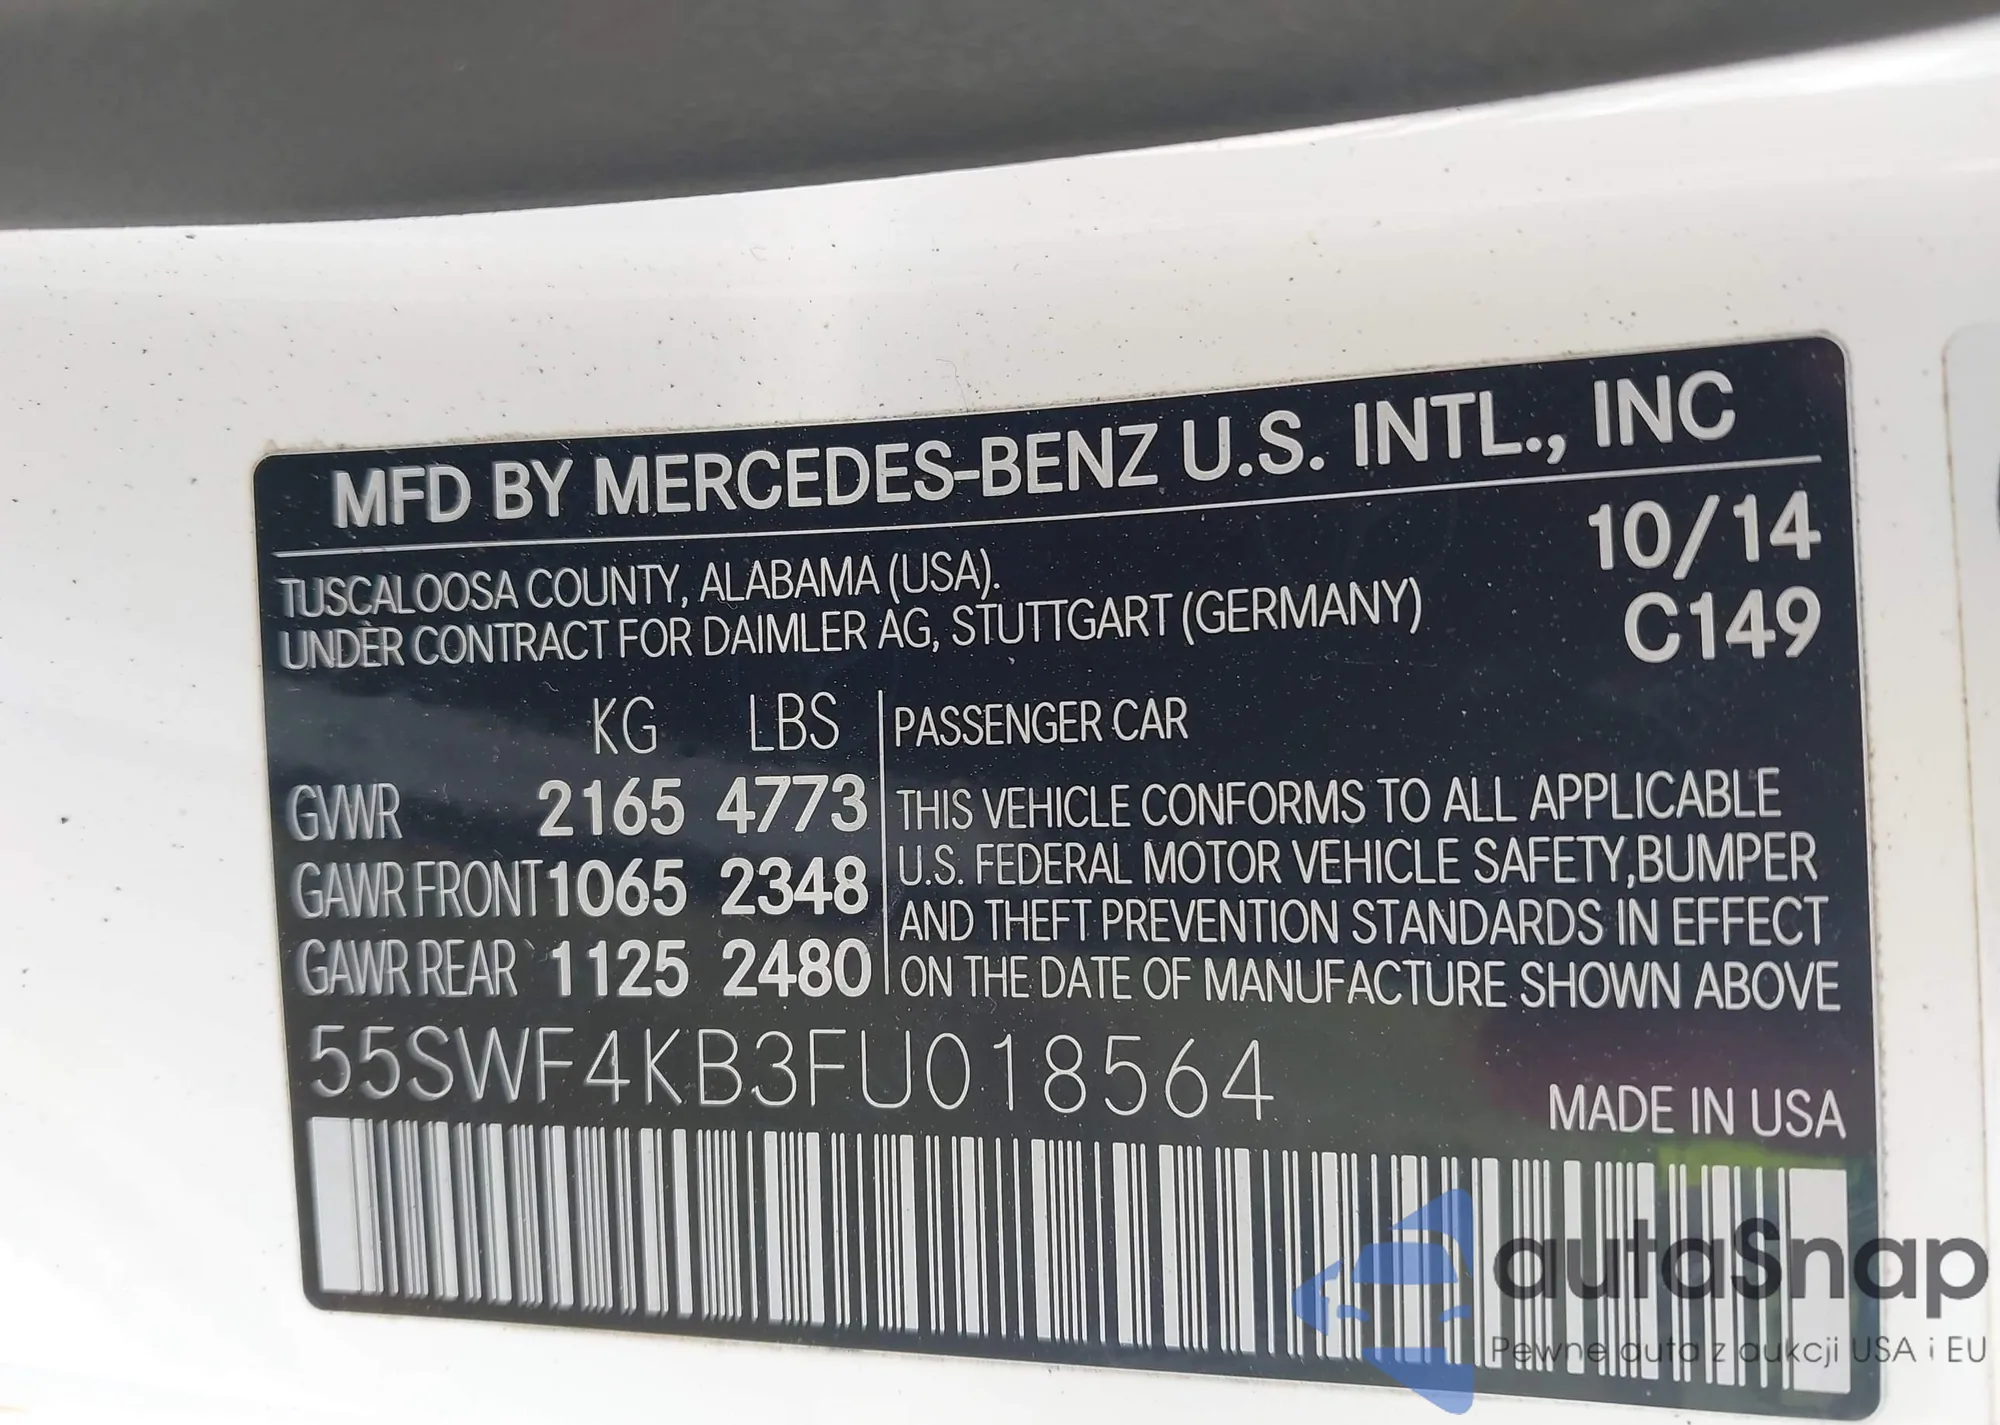 MFD BY MERCEDES-BENZ U.S. INTL., INC
10/14
TUSCALOOSA COUNTY, ALABAMA (USA).
UNDER CONTRACT FOR DAIMLER AG, STUTTGART (GERMANY)
C149
KG LBS PASSENGER CAR
GVWR 2165 4773
GAWR FRONT 1065 2348
GAWR REAR 1125 2480
THIS VEHICLE CONFORMS TO ALL APPLICABLE
U.S. FEDERAL MOTOR VEHICLE SAFETY,BUMPER
AND THEFT PREVENTION STANDARDS IN EFFECT
ON THE DATE OF MANUFACTURE SHOWN ABOVE
55SWF4KB3FU018564
MADE IN USA
autaSnap
Pewne auta z aukcji USA i EU